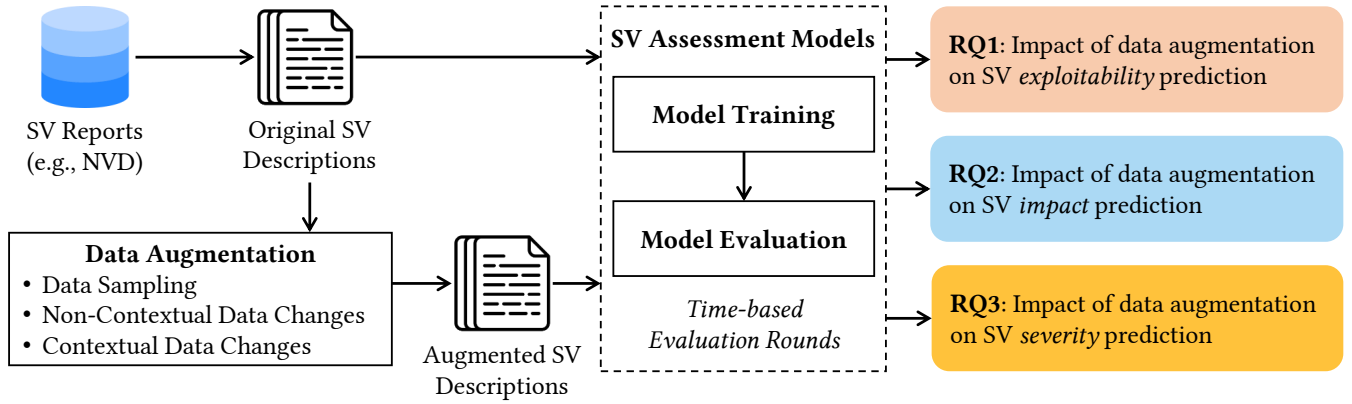 SV Reports
(e.g., NVD)
Original SV
Descriptions
Data Augmentation
• Data Sampling
• Non-Contextual Data Changes
• Contextual Data Changes
Augmented SV
Descriptions
SV Assessment Models
Model Training
Model Evaluation
Time-based
Evaluation Rounds
RQ1: Impact of data augmentation
on SV exploitability prediction
RQ2: Impact of data augmentation
on SV impact prediction
RQ3: Impact of data augmentation
on SV severity prediction